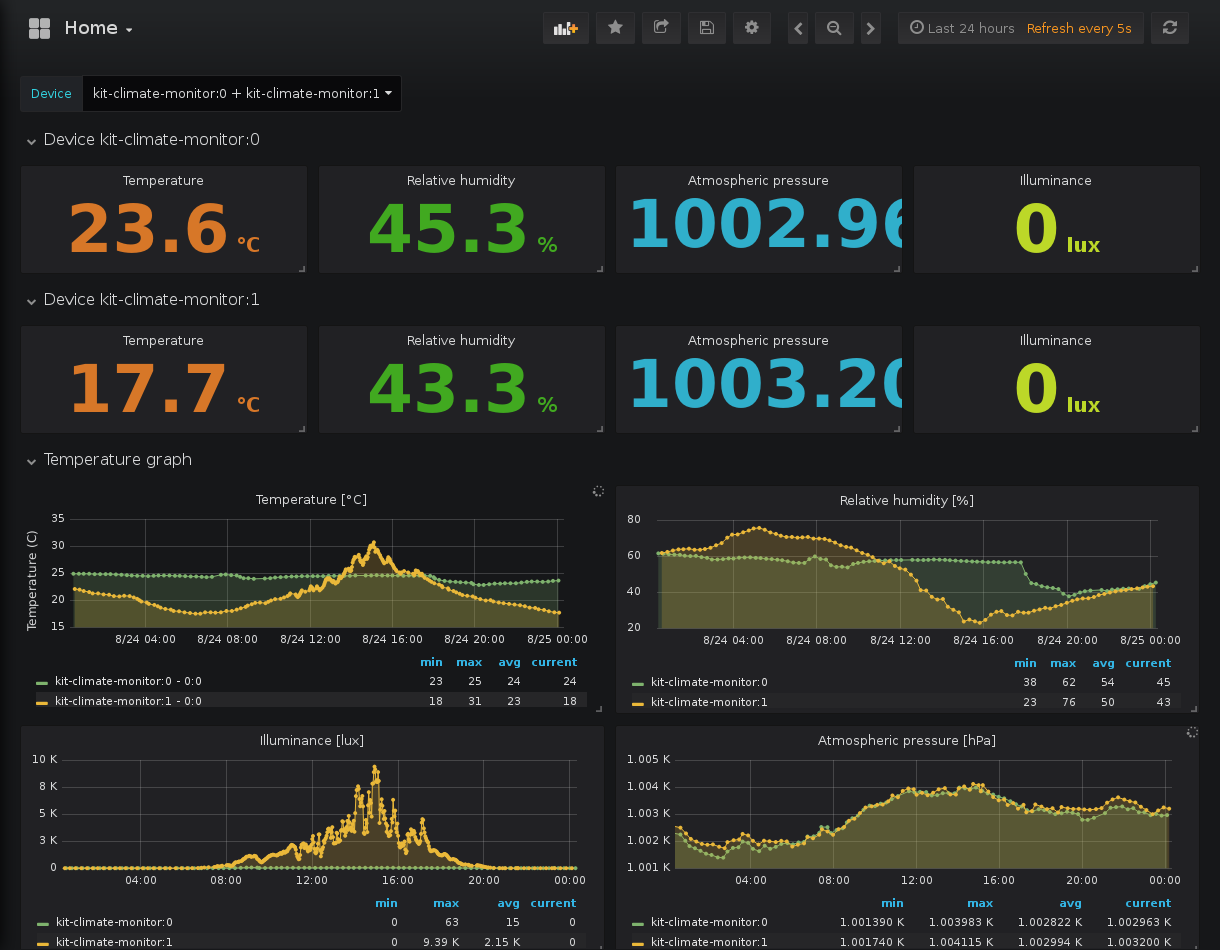 Home
Last 24 hours Refresh every 5s
Device kit-climate-monitor:0 + kit-climate-monitor:1
Device kit-climate-monitor:0
Temperature
23.6 °C
Relative humidity
45.3 %
Atmospheric pressure
1002.96
Illuminance
0 lux
Device kit-climate-monitor:1
Temperature
17.7 °C
Relative humidity
43.3 %
Atmospheric pressure
1003.20
Illuminance
0 lux
Temperature graph
Temperature [°C]
Temperature (C)
35
30
25
20
15
8/24 04:00 8/24 08:00 8/24 12:00 8/24 16:00 8/24 20:00 8/25 00:00
min max avg current
kit-climate-monitor:0 - 0:0 23 25 24 24
kit-climate-monitor:1 - 0:0 18 31 23 18
Relative humidity [%]
80
60
40
20
8/24 04:00 8/24 08:00 8/24 12:00 8/24 16:00 8/24 20:00 8/25 00:00
min max avg current
kit-climate-monitor:0 38 62 54 45
kit-climate-monitor:1 23 76 50 43
Illuminance [lux]
10 K
8 K
5 K
3 K
0
04:00 08:00 12:00 16:00 20:00 00:00
min max avg current
kit-climate-monitor:0 0 63 15 0
kit-climate-monitor:1 0 9.39 K 2.15 K 0
Atmospheric pressure [hPa]
1.005 K
1.004 K
1.003 K
1.002 K
1.001 K
04:00 08:00 12:00 16:00 20:00 00:00
min max avg current
kit-climate-monitor:0 1.001390 K 1.003983 K 1.002822 K 1.002963 K
kit-climate-monitor:1 1.001740 K 1.004115 K 1.002994 K 1.003200 K